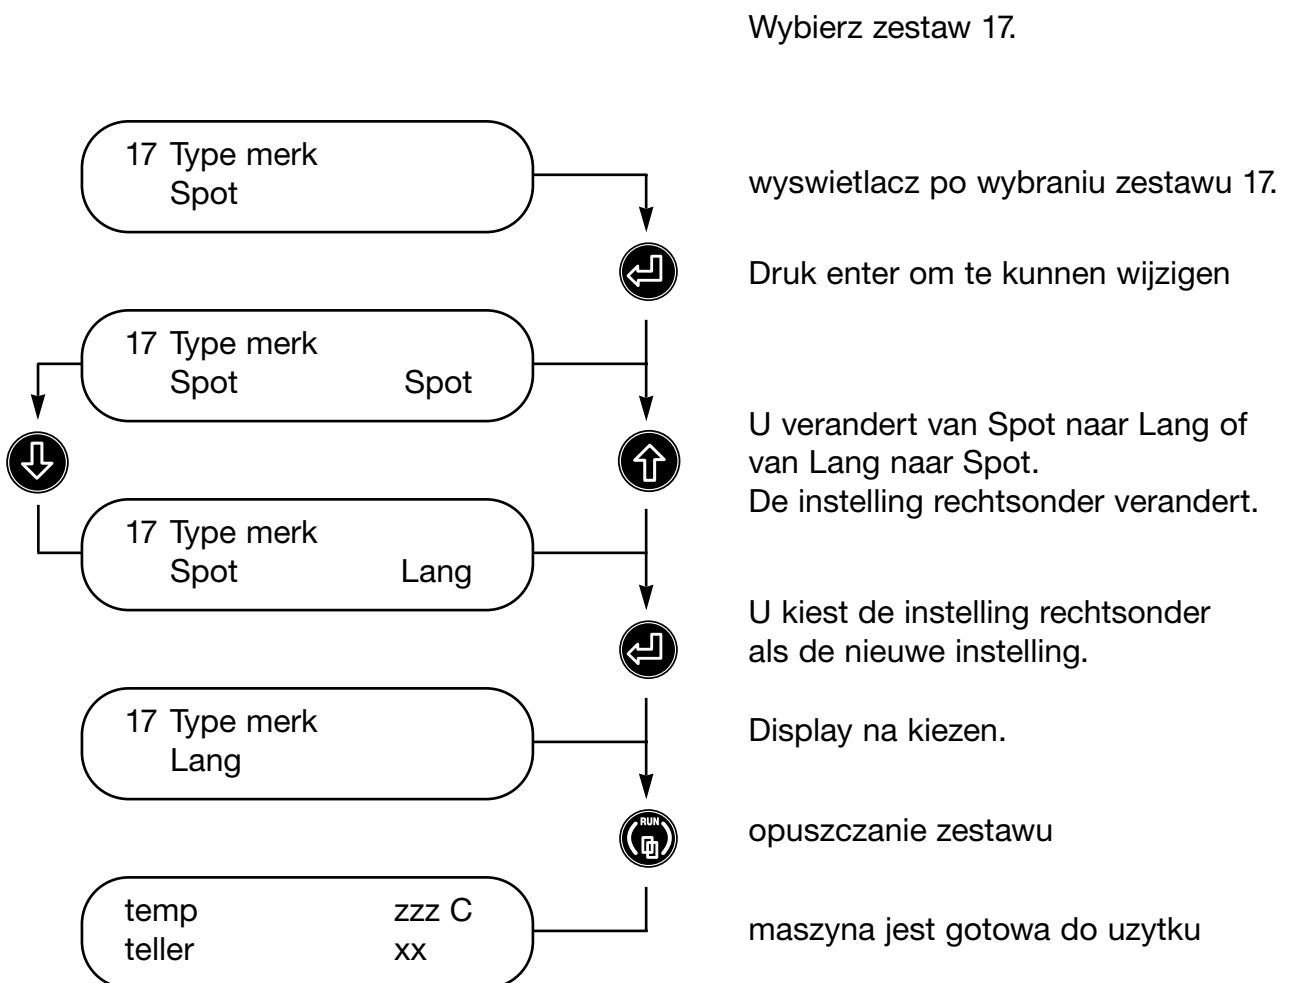 Wybierz zestaw 17.
17 Type merk
Spot
wyswietlacz po wybraniu zestawu 17.
Druk enter om te kunnen wijzigen
17 Type merk
Spot Spot
U verandert van Spot naar Lang of
van Lang naar Spot.
De instelling rechtsonder verandert.
17 Type merk
Spot Lang
U kiest de instelling rechtsonder
als de nieuwe instelling.
17 Type merk
Lang
Display na kiezen.
RUN
opuszczanie zestawu
temp zzz C
teller xx
maszyna jest gotowa do uzytku